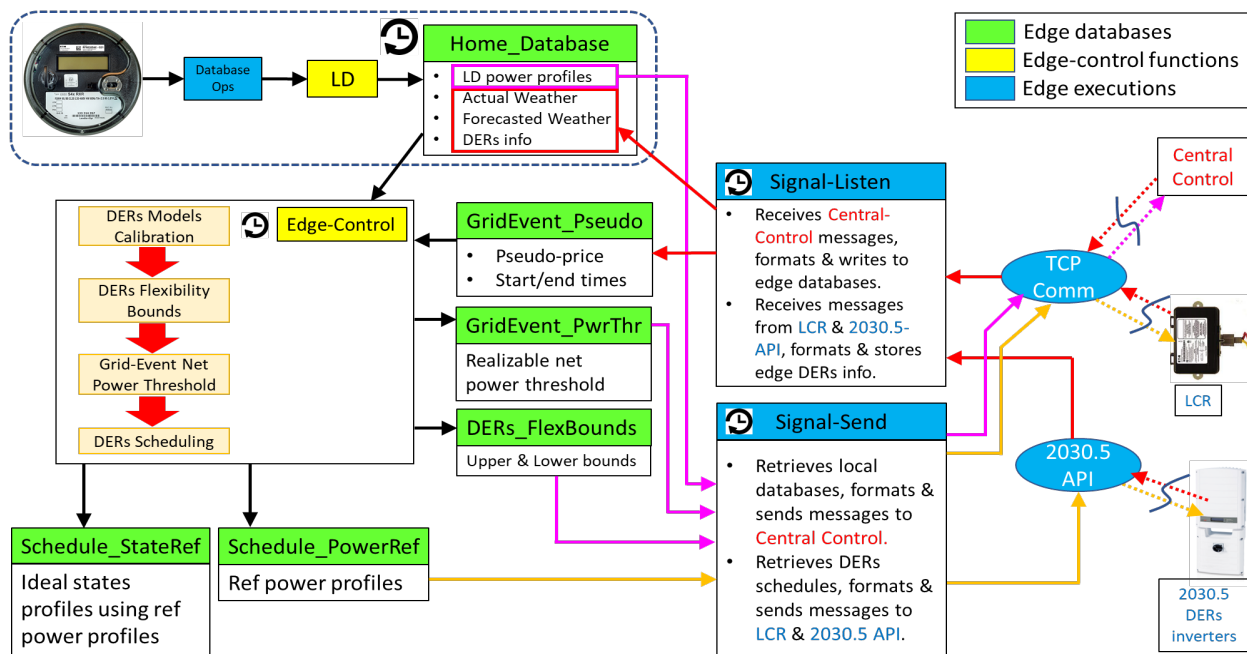 Home_Database
Database
Ops
LD
• LD power profiles
• Actual Weather
• Forecasted Weather
• DERs info
Edge databases
Edge-control functions
Edge executions
Central
Control
Signal-Listen
• Receives Central-
Control messages,
formats & writes to
edge databases.
• Receives messages
from LCR & 2030.5-
API, formats & stores
edge DERs info.
DERs Models
Calibration
Edge-Control
DERs Flexibility
Bounds
Grid-Event Net
Power Threshold
DERs Scheduling
GridEvent_Pseudo
• Pseudo-price
• Start/end times
GridEvent_PwrThr
Realizable net
power threshold
DERs_FlexBounds
Upper & Lower bounds
TCP
Comm
LCR
Signal-Send
• Retrieves local
databases, formats &
sends messages to
Central Control.
• Retrieves DERs
schedules, formats &
sends messages to
LCR & 2030.5 API.
2030.5
API
2030.5
DERs
inverters
Schedule_StateRef
Ideal states
profiles using ref
power profiles
Schedule_PowerRef
Ref power profiles